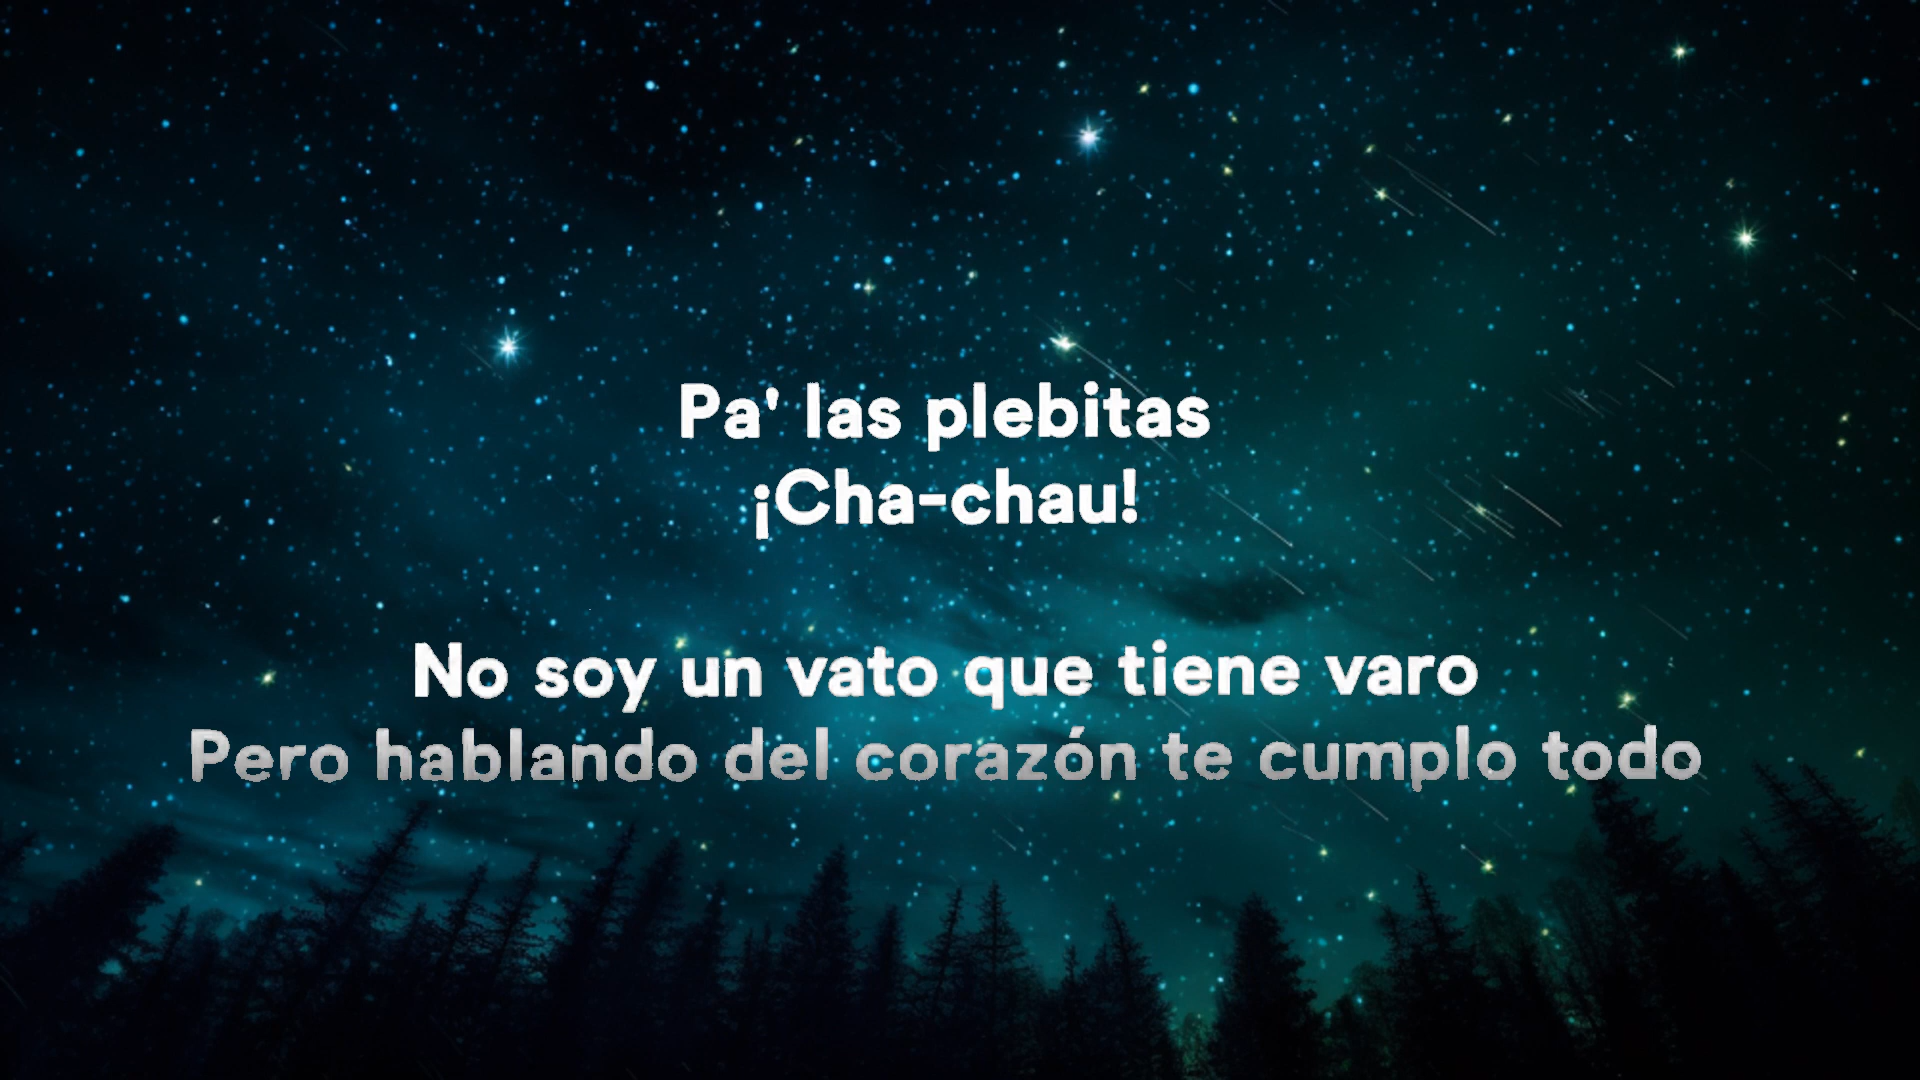 Pa' las plebitas
¡Cha-chau!
No soy un vato que tiene varo
Pero hablando del corazón te cumplo todo